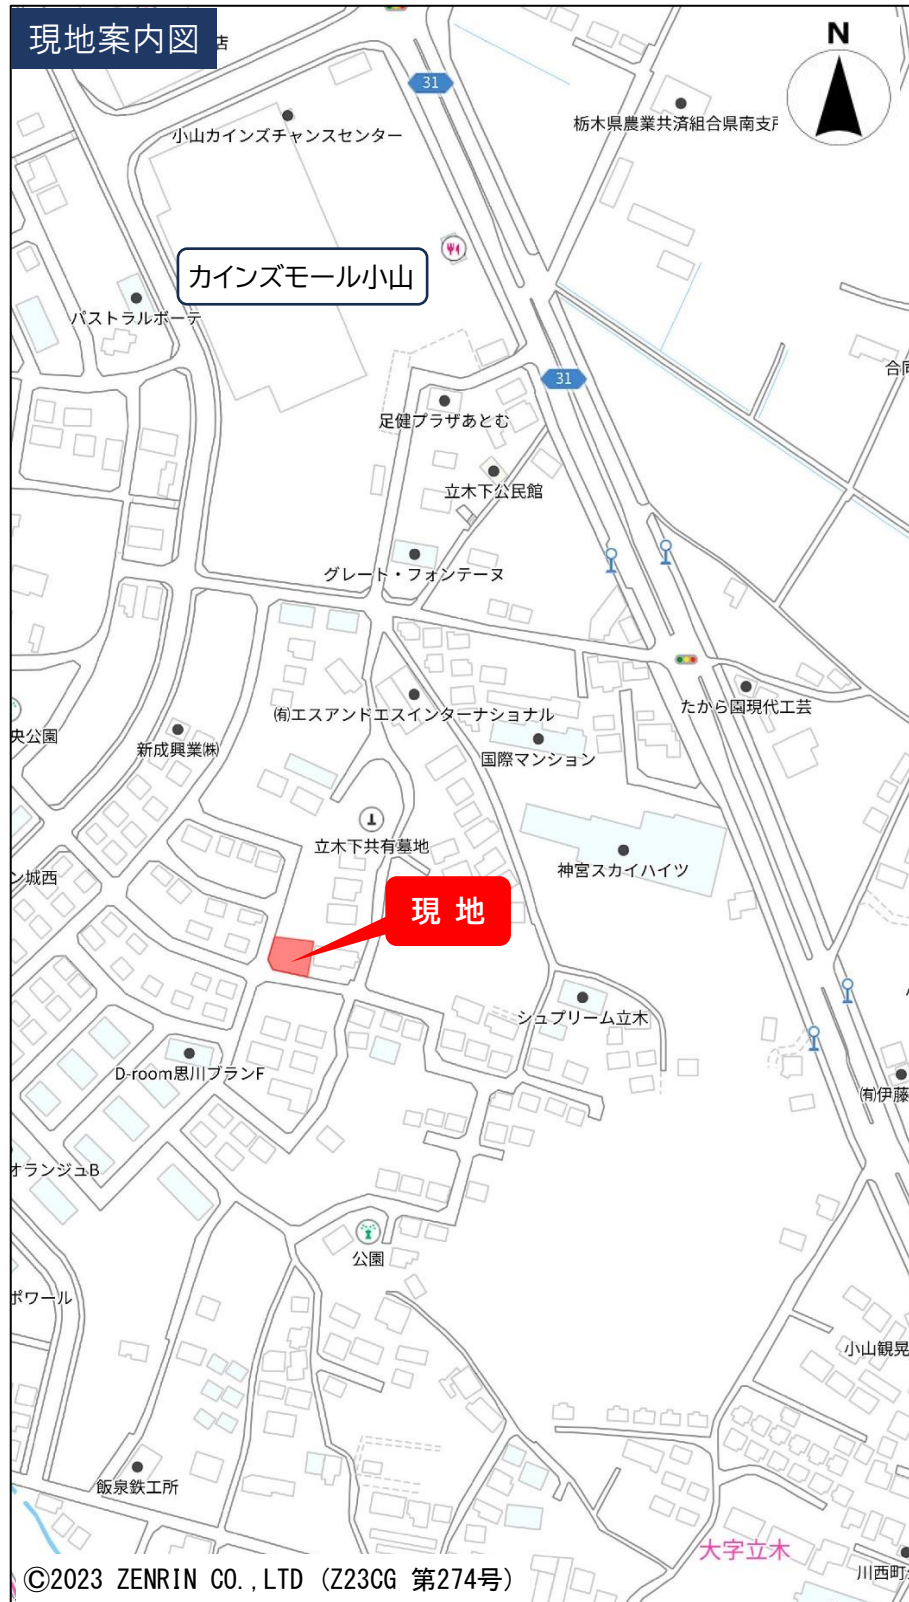 現地案内図
店
N
31
小山カインズチャンスセンター
栃木県農業共済組合県南支所
カインズモール小山
パストラルボーテ
31
合同
足健プラザあとむ
立木下公民館
グレート・フォンテーヌ
(有)エスアンドエスインターナショナル
たから園現代工芸
央公園
新成興業㈱
国際マンション
立木下共有墓地
神宮スカイハイツ
ン城西
現 地
シュプリーム立木
D-room思川ブランF
(有)伊藤
オランジュB
公園
ポワール
小山観晃
飯泉鉄工所
大字立木
川西町
©2023 ZENRIN CO.,LTD (Z23CG 第274号)